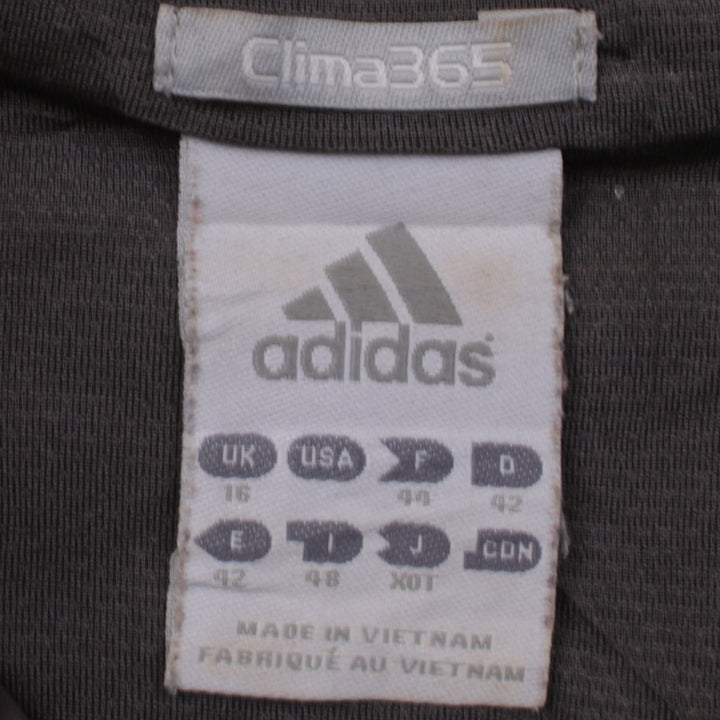 Clima365
adidas
UK USA F D
16 44 42
E I J CDN
42 48 XOT
MADE IN VIETNAM
FABRIQUÉ AU VIETNAM